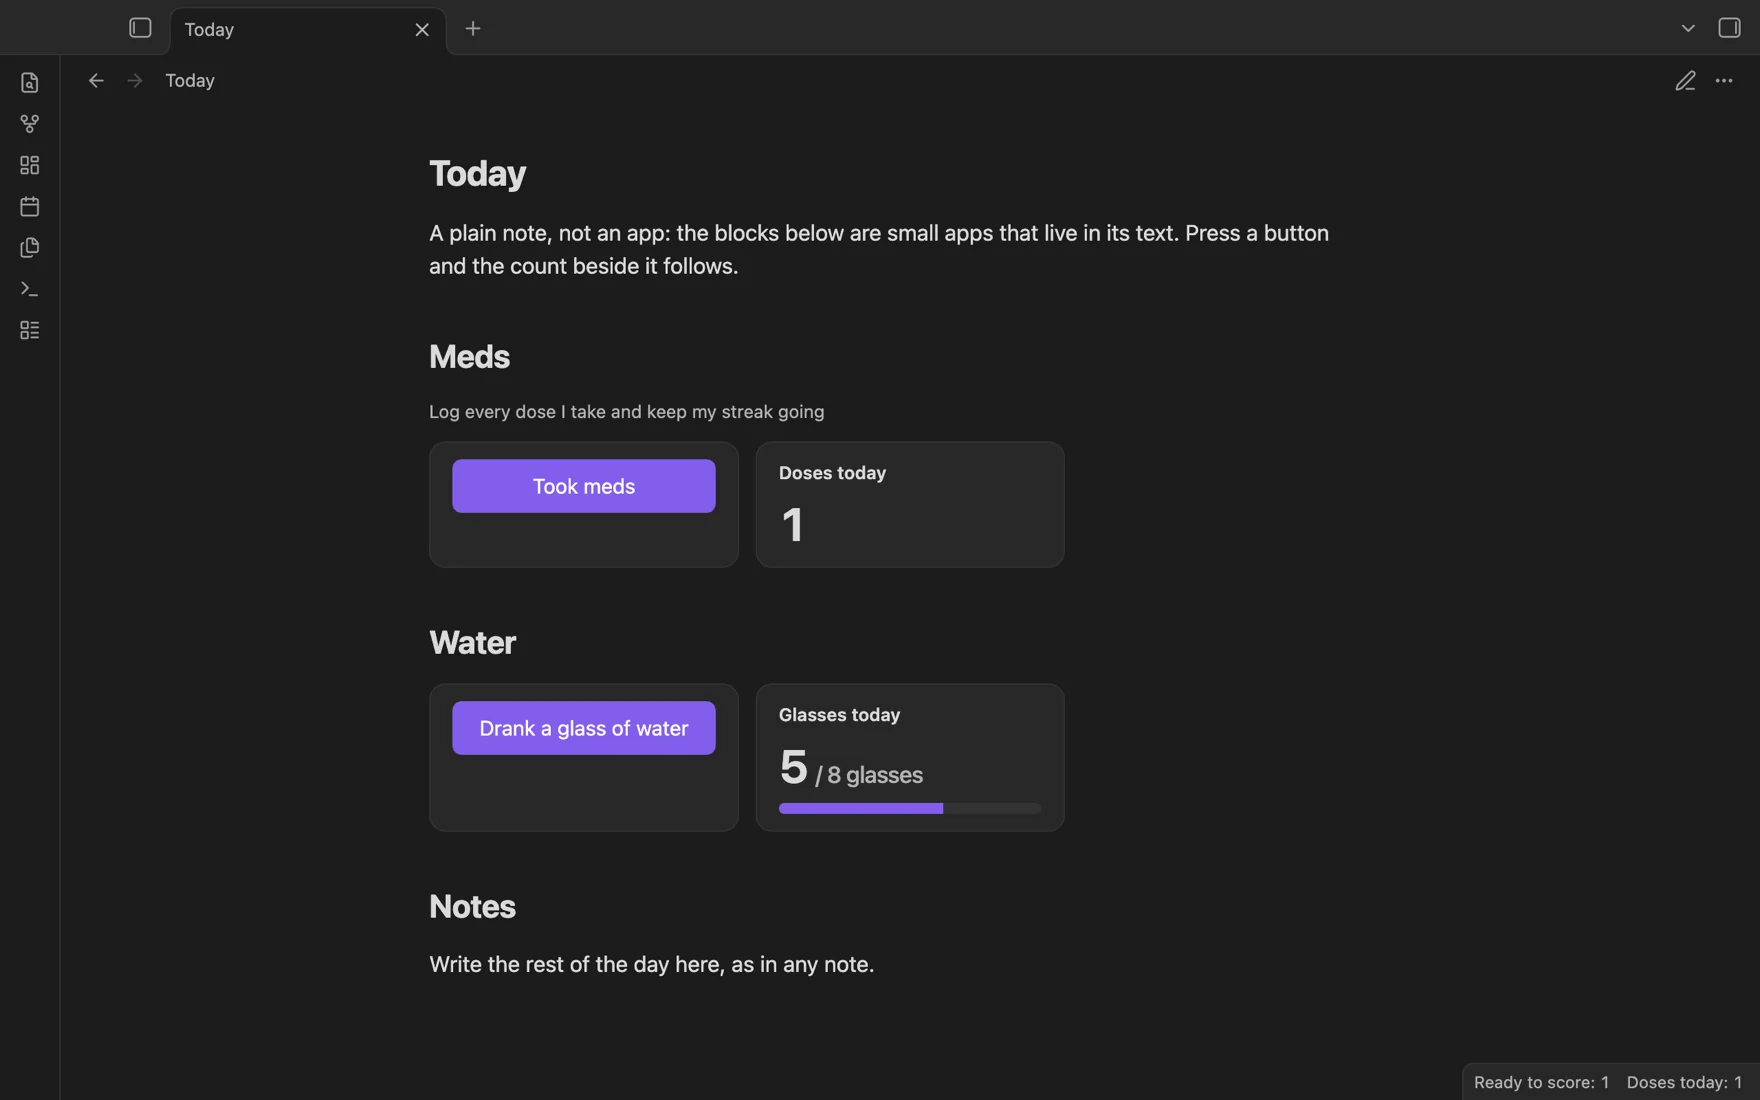 Today
Today
Today
A plain note, not an app: the blocks below are small apps that live in its text. Press a button
and the count beside it follows.
Meds
Log every dose I take and keep my streak going
Took meds
Doses today
1
Water
Drank a glass of water
Glasses today
5 / 8 glasses
Notes
Write the rest of the day here, as in any note.
Ready to score: 1 Doses today: 1